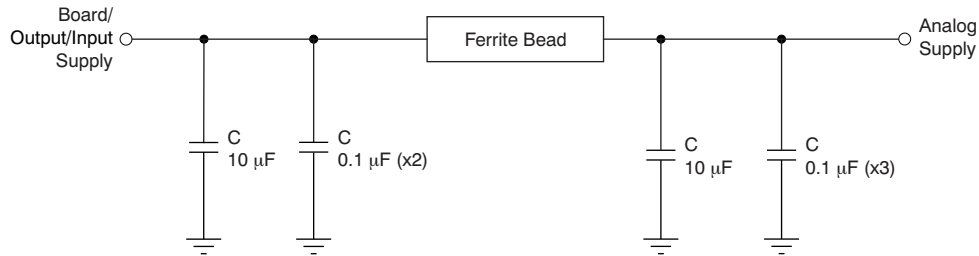 Board/
Output/Input
Supply
Ferrite Bead
Analog
Supply
C
10 μF
C
0.1 μF (x2)
C
10 μF
C
0.1 μF (x3)